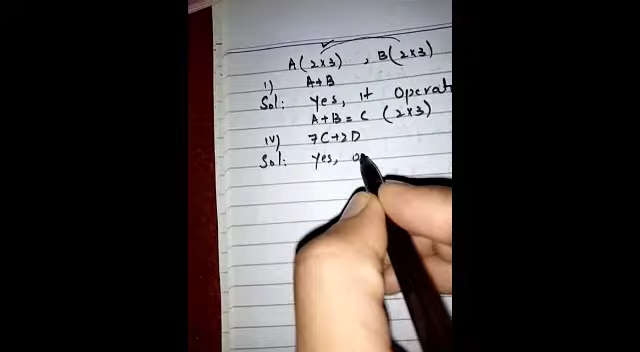 A(2×3) , B(2×3)
i) A+B
Sol: Yes, it Operat
A+B = C (2×3)
iv) 7C+2D
Sol: Yes,